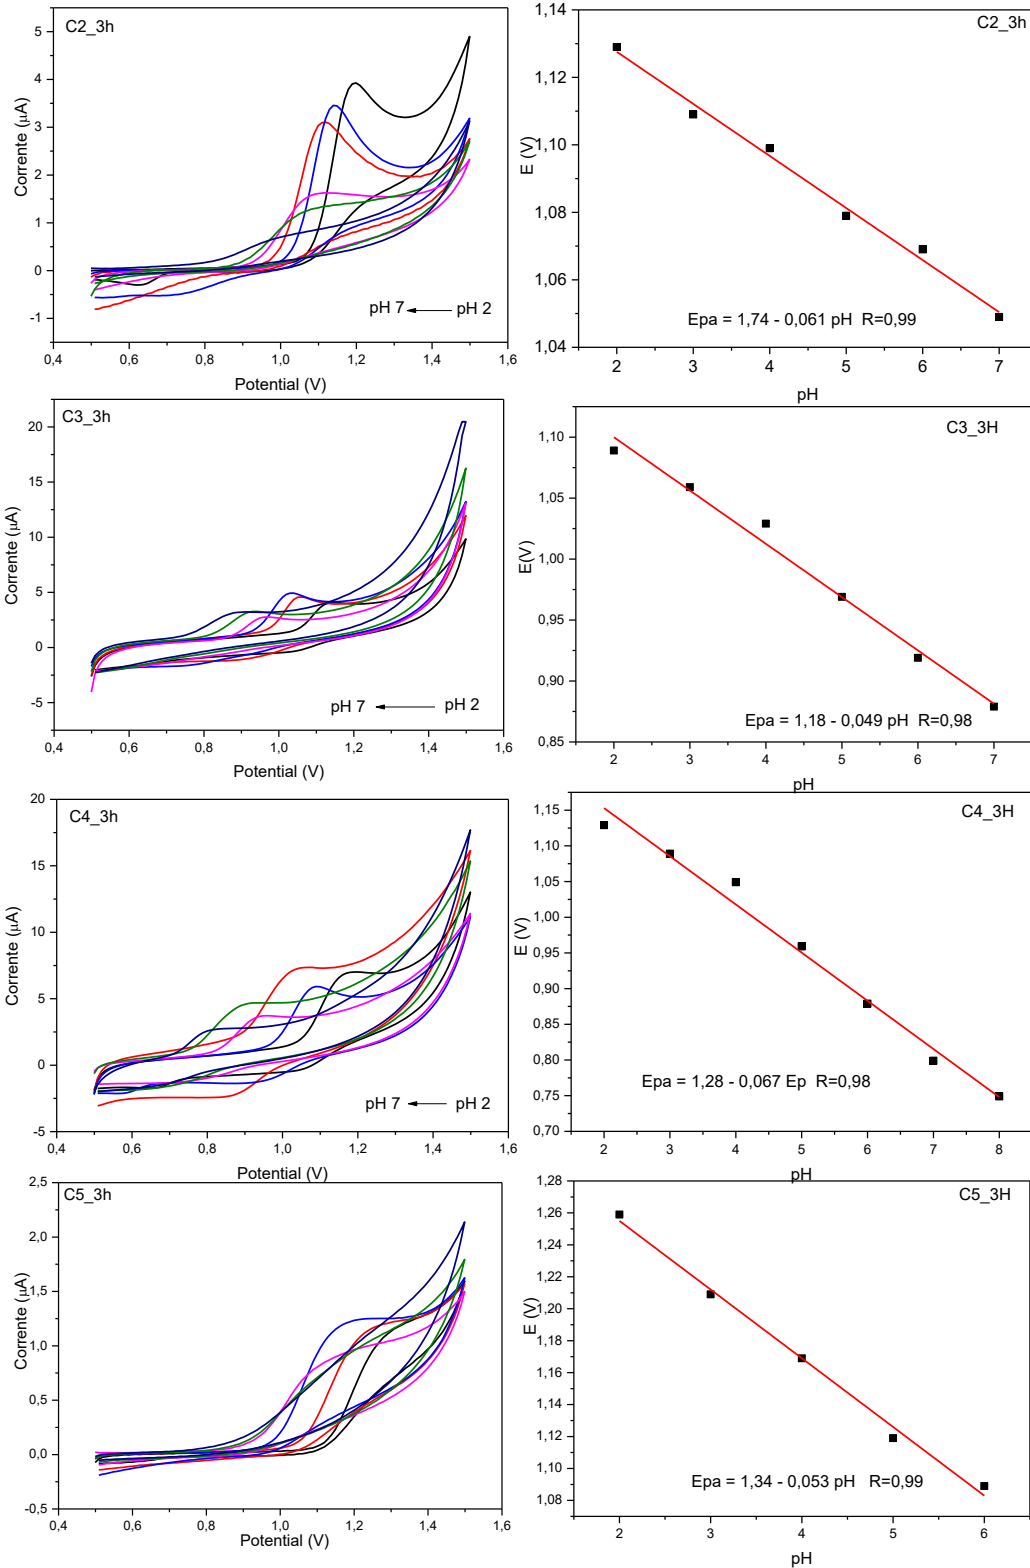 C2_3h
Corrente (μA)
5
4
3
2
1
0
-1
pH 7 pH 2
0,4 0,6 0,8 1,0 1,2 1,4 1,6
Potential (V)
C2_3h
E (V)
1,14
1,12
1,10
1,08
1,06
1,04
Epa = 1,74 - 0,061 pH R=0,99
2 3 4 5 6 7
pH
C3_3h
Corrente (μA)
20
15
10
5
0
-5
pH 7 pH 2
0,4 0,6 0,8 1,0 1,2 1,4 1,6
Potential (V)
C3_3H
E(V)
1,10
1,05
1,00
0,95
0,90
0,85
Epa = 1,18 - 0,049 pH R=0,98
2 3 4 5 6 7
pH
C4_3h
Corrente (μA)
20
15
10
5
0
-5
pH 7 pH 2
0,4 0,6 0,8 1,0 1,2 1,4 1,6
Potential (V)
C4_3H
E (V)
1,15
1,10
1,05
1,00
0,95
0,90
0,85
0,80
0,75
0,70
Epa = 1,28 - 0,067 Ep R=0,98
2 3 4 5 6 7 8
pH
C5_3h
Corrente (μA)
2,5
2,0
1,5
1,0
0,5
0,0
-0,5
0,4 0,6 0,8 1,0 1,2 1,4 1,6
Potential (V)
C5_3H
E (V)
1,28
1,26
1,24
1,22
1,20
1,18
1,16
1,14
1,12
1,10
1,08
Epa = 1,34 - 0,053 pH R=0,99
2 3 4 5 6
pH